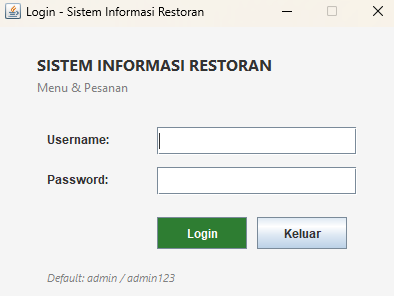 Login - Sistem Informasi Restoran
SISTEM INFORMASI RESTORAN
Menu & Pesanan
Username:
Password:
Login Keluar
Default: admin / admin123